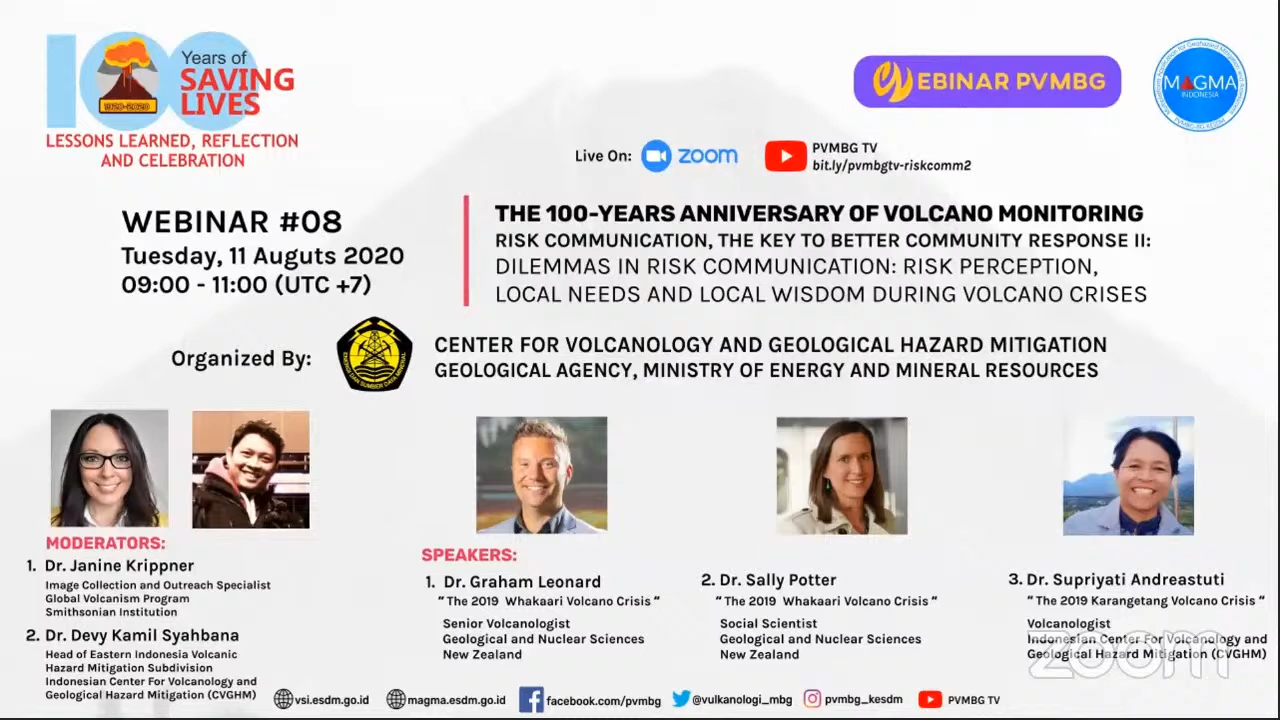 100 Years of
SAVING
LIVES
1920-2020
LESSONS LEARNED, REFLECTION
AND CELEBRATION
WEBINAR PVMBG
MAGMA
INDONESIA
Live On: zoom
PVMBG TV
bit.ly/pvmbgtv-riskcomm2
WEBINAR #08
Tuesday, 11 Auguts 2020
09:00 - 11:00 (UTC +7)
THE 100-YEARS ANNIVERSARY OF VOLCANO MONITORING
RISK COMMUNICATION, THE KEY TO BETTER COMMUNITY RESPONSE II:
DILEMMAS IN RISK COMMUNICATION: RISK PERCEPTION,
LOCAL NEEDS AND LOCAL WISDOM DURING VOLCANO CRISES
Organized By:
ENERGI DAN SUMBER DAYA MINERAL
CENTER FOR VOLCANOLOGY AND GEOLOGICAL HAZARD MITIGATION
GEOLOGICAL AGENCY, MINISTRY OF ENERGY AND MINERAL RESOURCES
MODERATORS:
1. Dr. Janine Krippner
Image Collection and Outreach Specialist
Global Volcanism Program
Smithsonian Institution
2. Dr. Devy Kamil Syahbana
Head of Eastern Indonesia Volcanic
Hazard Mitigation Subdivision
Indonesian Center For Volcanology and
Geological Hazard Mitigation (CVGHM)
SPEAKERS:
1. Dr. Graham Leonard
“ The 2019 Whakaari Volcano Crisis “
Senior Volcanologist
Geological and Nuclear Sciences
New Zealand
2. Dr. Sally Potter
“ The 2019 Whakaari Volcano Crisis “
Social Scientist
Geological and Nuclear Sciences
New Zealand
3. Dr. Supriyati Andreastuti
“ The 2019 Karangetang Volcano Crisis “
Volcanologist
Indonesian Center For Volcanology and
Geological Hazard Mitigation (CVGHM)
zoom
vsi.esdm.go.id magma.esdm.go.id facebook.com/pvmbg @vulkanologi_mbg pvmbg_kesdm PVMBG TV